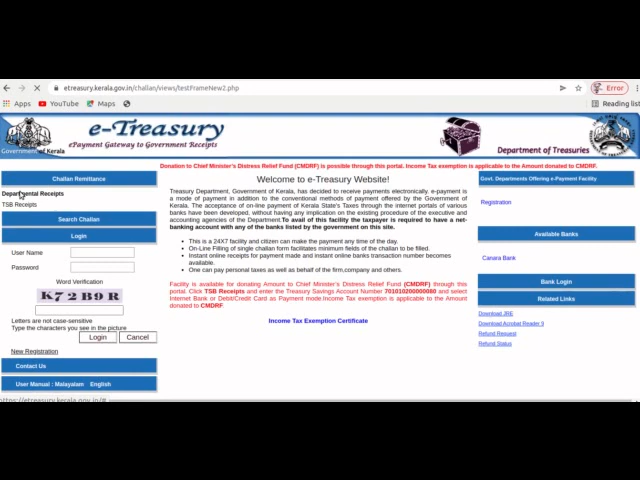 etreasury.kerala.gov.in/challan/views/testFrameNew2.php
Error
Apps YouTube Maps Reading list
e-Treasury
ePayment Gateway to Government Receipts
Government of Kerala
Department of Treasuries
Donation to Chief Minister's Distress Relief Fund (CMDRF) is possible through this portal. Income Tax exemption is applicable to the Amount donated to CMDRF.
Challan Remittance
Departmental Receipts
TSB Receipts
Search Challan
Login
User Name
Password
Word Verification
K72B9R
Letters are not case-sensitive
Type the characters you see in the picture
Login Cancel
New Registration
Contact Us
User Manual : Malayalam English
https://etreasury.kerala.gov.in/#
Welcome to e-Treasury Website!
Treasury Department, Government of Kerala, has decided to receive payments electronically. e-payment is
a mode of payment in addition to the conventional methods of payment offered by the Government of
Kerala. The acceptance of on-line payment of Kerala State's Taxes through the internet portals of various
banks have been developed, without having any implication on the existing procedure of the executive and
accounting agencies of the Department.To avail of this facility the taxpayer is required to have a net-
banking account with any of the banks listed by the government on this site.
This is a 24X7 facility and citizen can make the payment any time of the day.
On-Line Filling of single challan form facilitates minimum fields of the challan to be filled.
Instant online receipts for payment made and instant online banks transaction number becomes
available.
One can pay personal taxes as well as behalf of the firm,company and others.
Facility is available for donating Amount to Chief Minister's Distress Relief Fund (CMDRF) through this
portal. Click TSB Receipts and enter the Treasury Savings Account Number 701010200000080 and select
Internet Bank or Debit/Credit Card as Payment mode.Income Tax exemption is applicable to the Amount
donated to CMDRF.
Income Tax Exemption Certificate
Govt. Departments Offering e-Payment Facility
Registration
Available Banks
Canara Bank
Bank Login
Related Links
Download JRE
Download Acrobat Reader 9
Refund Request
Refund Status